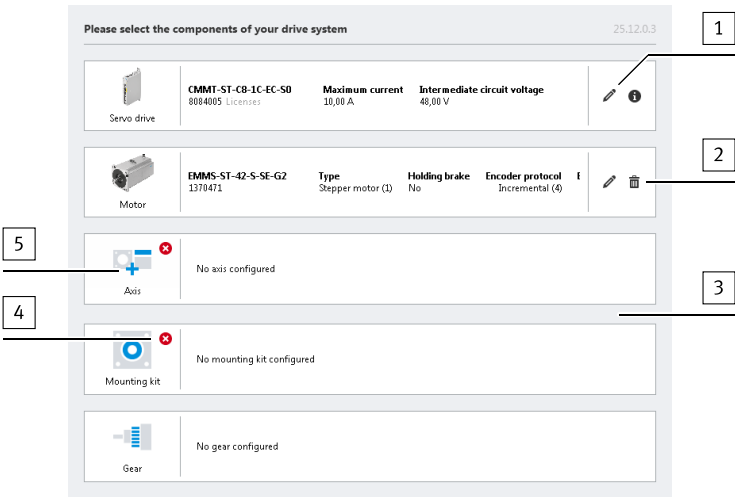 Please select the components of your drive system 25.12.0.3
1
CMMT-ST-C8-1C-EC-S0 Maximum current Intermediate circuit voltage
8084005 Licenses 10,00 A 48,00 V
Servo drive
2
EMMS-ST-42-S-SE-G2 Type Holding brake Encoder protocol E
1370471 Stepper motor (1) No Incremental (4)
Motor
5
No axis configured
Axis
3
4
No mounting kit configured
Mounting kit
No gear configured
Gear